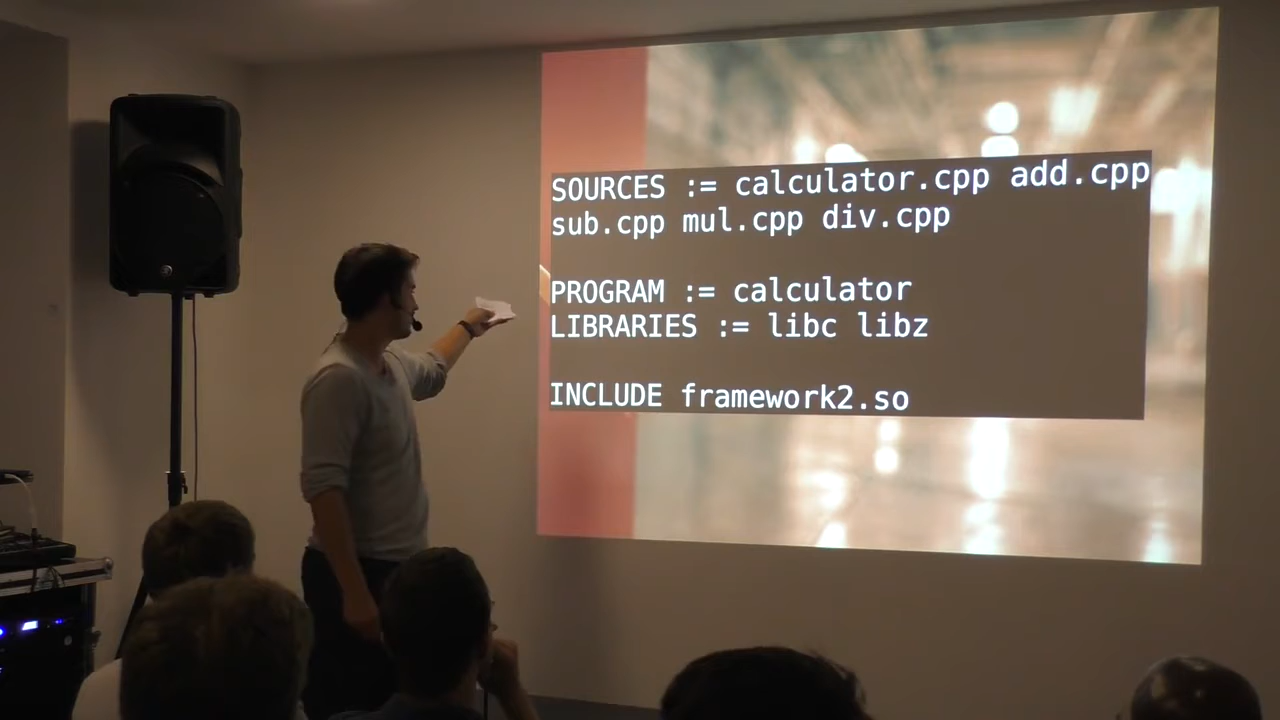 SOURCES := calculator.cpp add.cpp
sub.cpp mul.cpp div.cpp
PROGRAM := calculator
LIBRARIES := libc libz
INCLUDE framework2.so